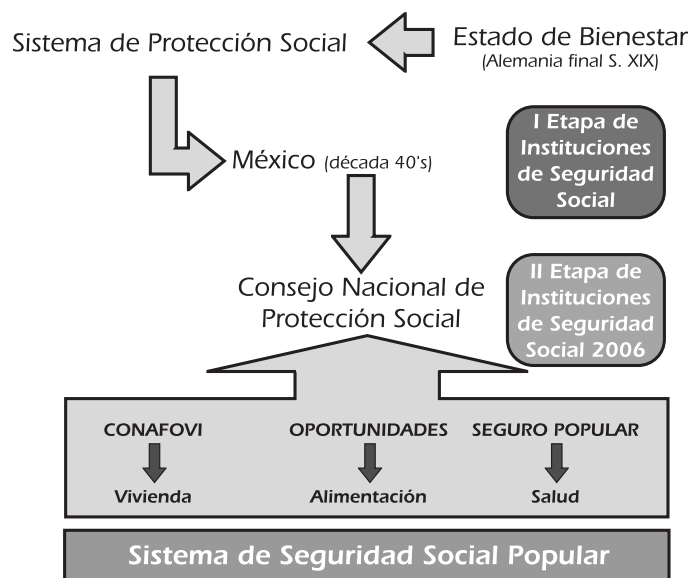 Sistema de Protección Social
Estado de Bienestar
(Alemania final S. XIX)
I Etapa de
Instituciones
de Seguridad
Social
México (década 40's)
II Etapa de
Instituciones
de Seguridad
Social 2006
Consejo Nacional de
Protección Social
CONAFOVI
OPORTUNIDADES
SEGURO POPULAR
Vivienda
Alimentación
Salud
Sistema de Seguridad Social Popular